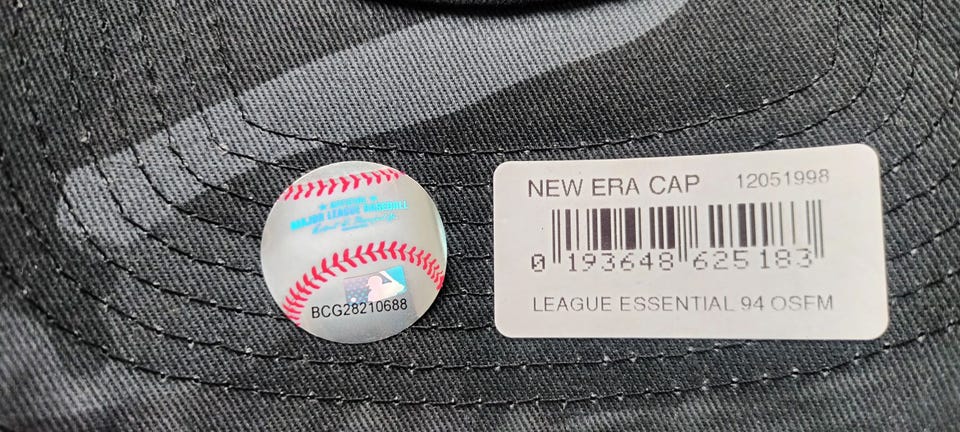 OFFICIAL
MAJOR LEAGUE BASEBALL
BCG28210688
NEW ERA CAP 12051998
0 193648 625183
LEAGUE ESSENTIAL 94 OSFM